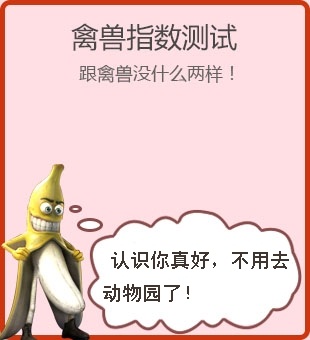 禽兽指数测试
跟禽兽没什么两样！
认识你真好，不用去
动物园了！